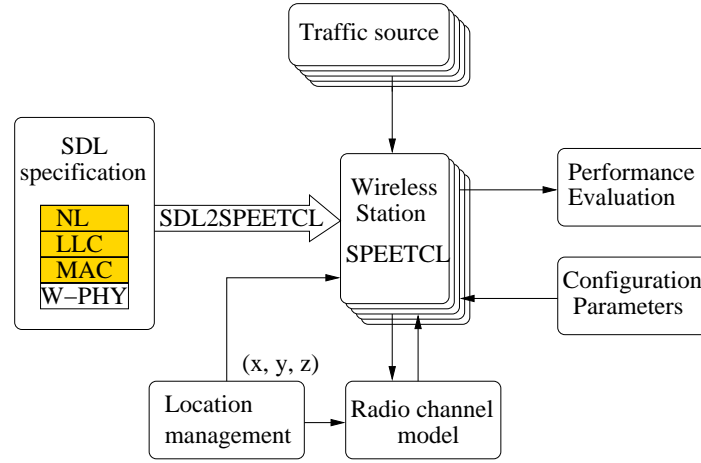 Traffic source
SDL
specification
NL
LLC
MAC
W−PHY
SDL2SPEETCL
Wireless
Station
SPEETCL
Performance
Evaluation
Configuration
Parameters
(x, y, z)
Location
management
Radio channel
model